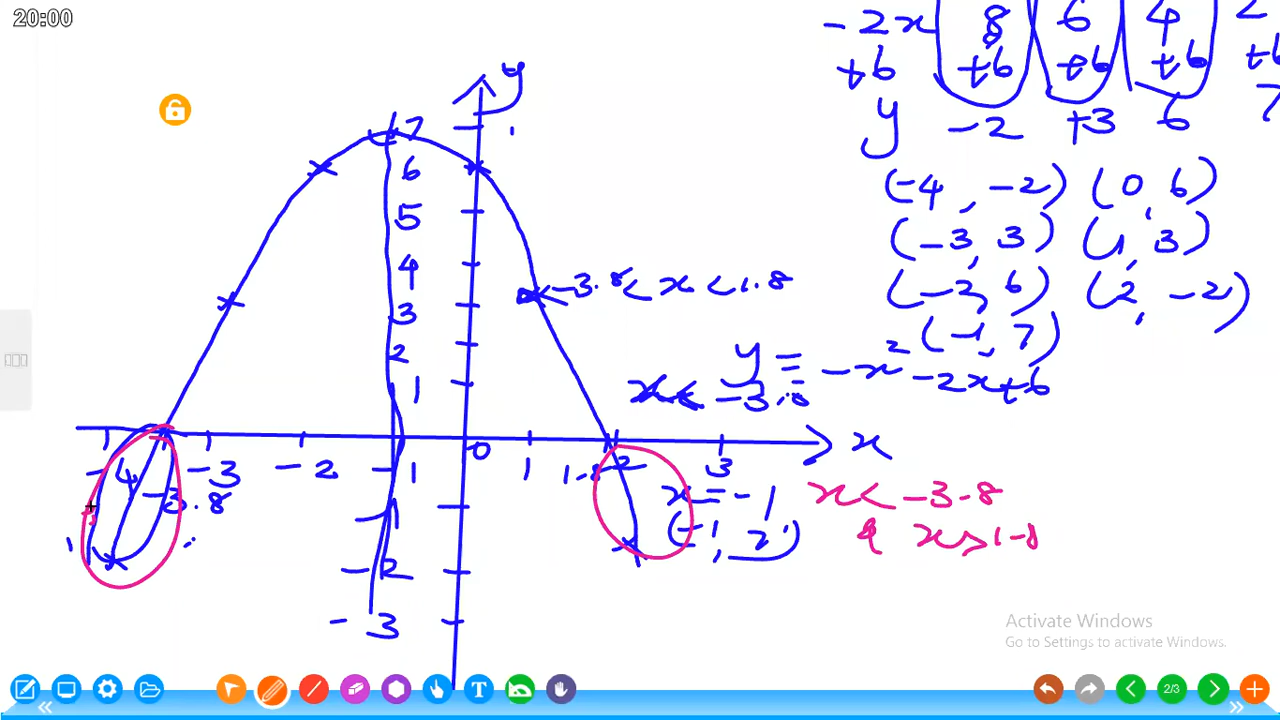 20:00
-2x 8 6 4 2
+6 +6 +6 +6 +6
y -2 +3 6 7
y
7
6
5
4
3
2
1
(-4, -2) (0, 6)
(-3, 3) (1, 3)
(-2, 6) (2, -2)
(-1, 7)
-3.8 < x < 1.8
y = -x² - 2x + 6
x < -3.8
-4 -3 -2 -1 0 1 2 3 x
-3.8 1.8
-1
-2
-3
x = -1
(-1, 7)
x < -3.8
& x > 1.8
Activate Windows
Go to Settings to activate Windows.
T
2/3